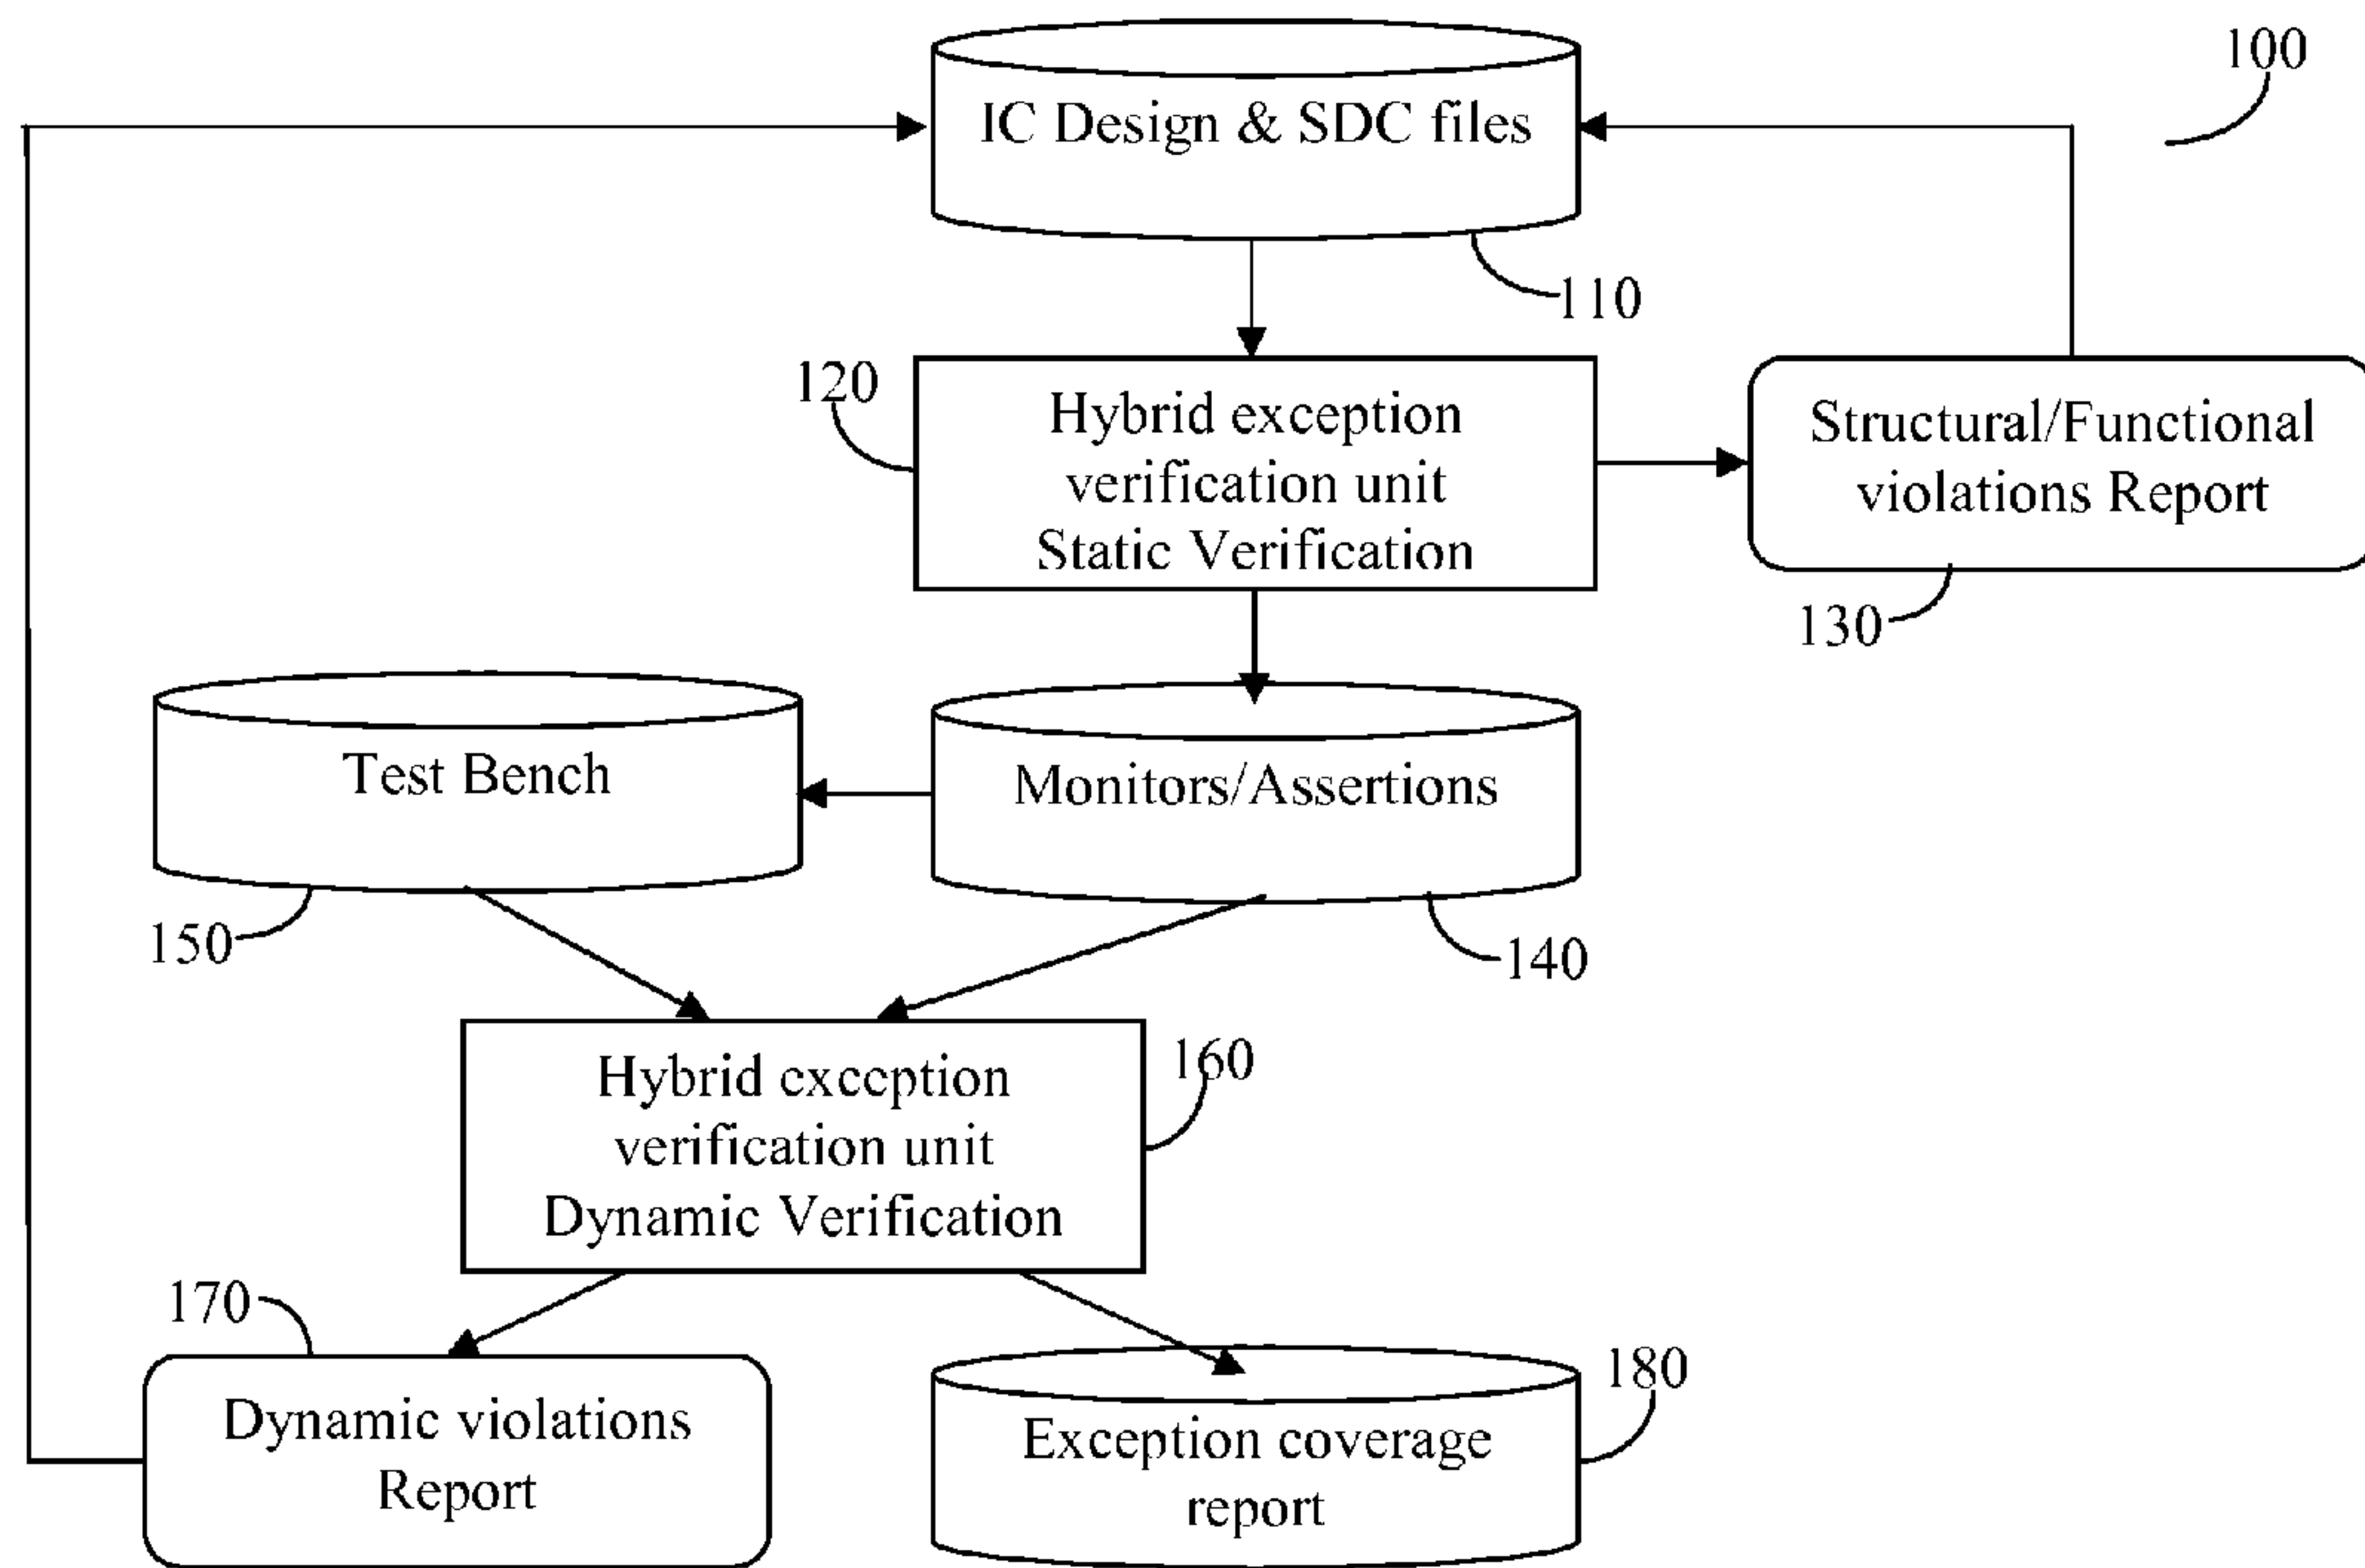 100
IC Design & SDC files
110
120
Hybrid exception
verification unit
Static Verification
Structural/Functional
violations Report
130
Test Bench
Monitors/Assertions
150
140
Hybrid exception
verification unit
Dynamic Verification
160
170
Dynamic violations
Report
180
Exception coverage
report